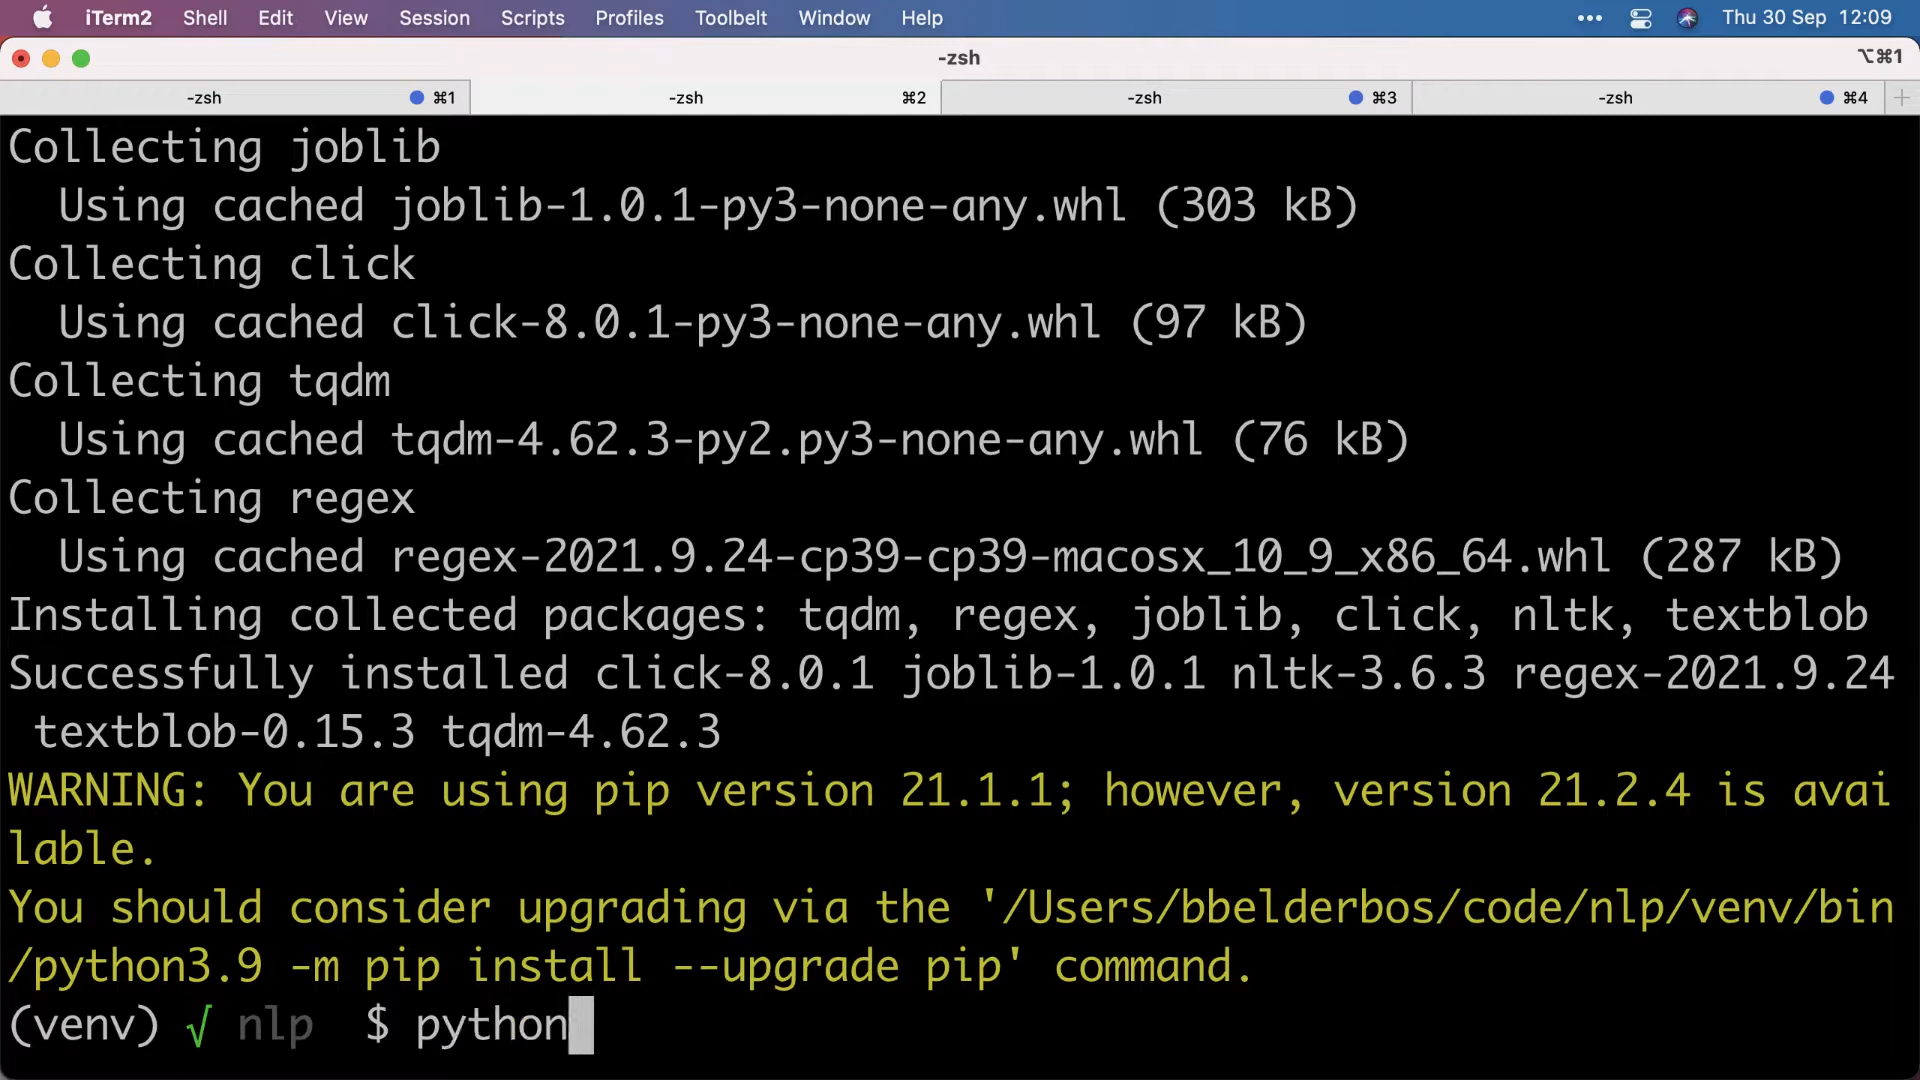 iTerm2 Shell Edit View Session Scripts Profiles Toolbelt Window Help Thu 30 Sep 12:09
-zsh ⌥⌘1
-zsh ⌘1 -zsh ⌘2 -zsh ⌘3 -zsh ⌘4
Collecting joblib
  Using cached joblib-1.0.1-py3-none-any.whl (303 kB)
Collecting click
  Using cached click-8.0.1-py3-none-any.whl (97 kB)
Collecting tqdm
  Using cached tqdm-4.62.3-py2.py3-none-any.whl (76 kB)
Collecting regex
  Using cached regex-2021.9.24-cp39-cp39-macosx_10_9_x86_64.whl (287 kB)
Installing collected packages: tqdm, regex, joblib, click, nltk, textblob
Successfully installed click-8.0.1 joblib-1.0.1 nltk-3.6.3 regex-2021.9.24
 textblob-0.15.3 tqdm-4.62.3
WARNING: You are using pip version 21.1.1; however, version 21.2.4 is avai
lable.
You should consider upgrading via the '/Users/bbelderbos/code/nlp/venv/bin
/python3.9 -m pip install --upgrade pip' command.
(venv) √ nlp  $ python